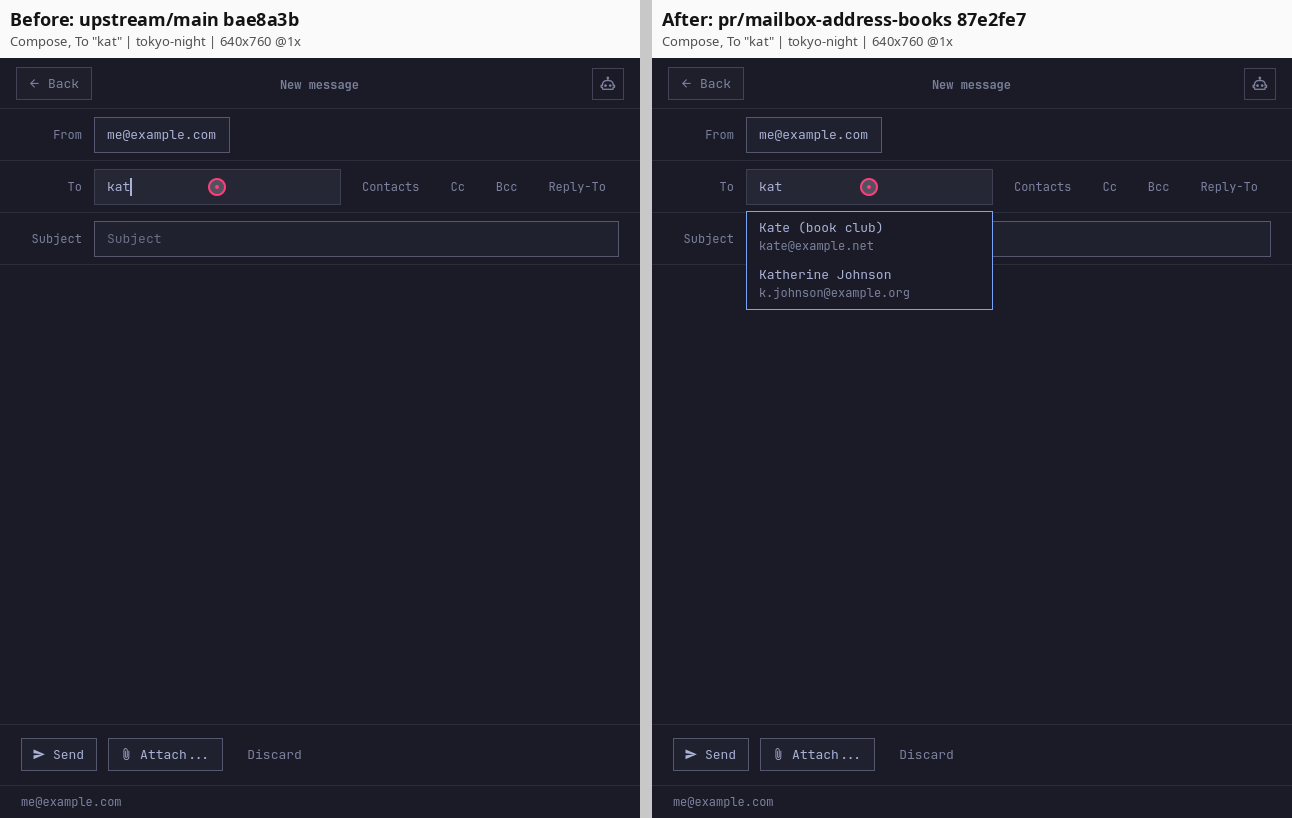 Before: upstream/main bae8a3b
Compose, To "kat" | tokyo-night | 640x760 @1x
← Back
New message
From
me@example.com
To
kat
Contacts
Cc
Bcc
Reply-To
Subject
Subject
Send
Attach...
Discard
me@example.com
After: pr/mailbox-address-books 87e2fe7
Compose, To "kat" | tokyo-night | 640x760 @1x
← Back
New message
From
me@example.com
To
kat
Contacts
Cc
Bcc
Reply-To
Subject
Kate (book club)
kate@example.net
Katherine Johnson
k.johnson@example.org
Send
Attach...
Discard
me@example.com